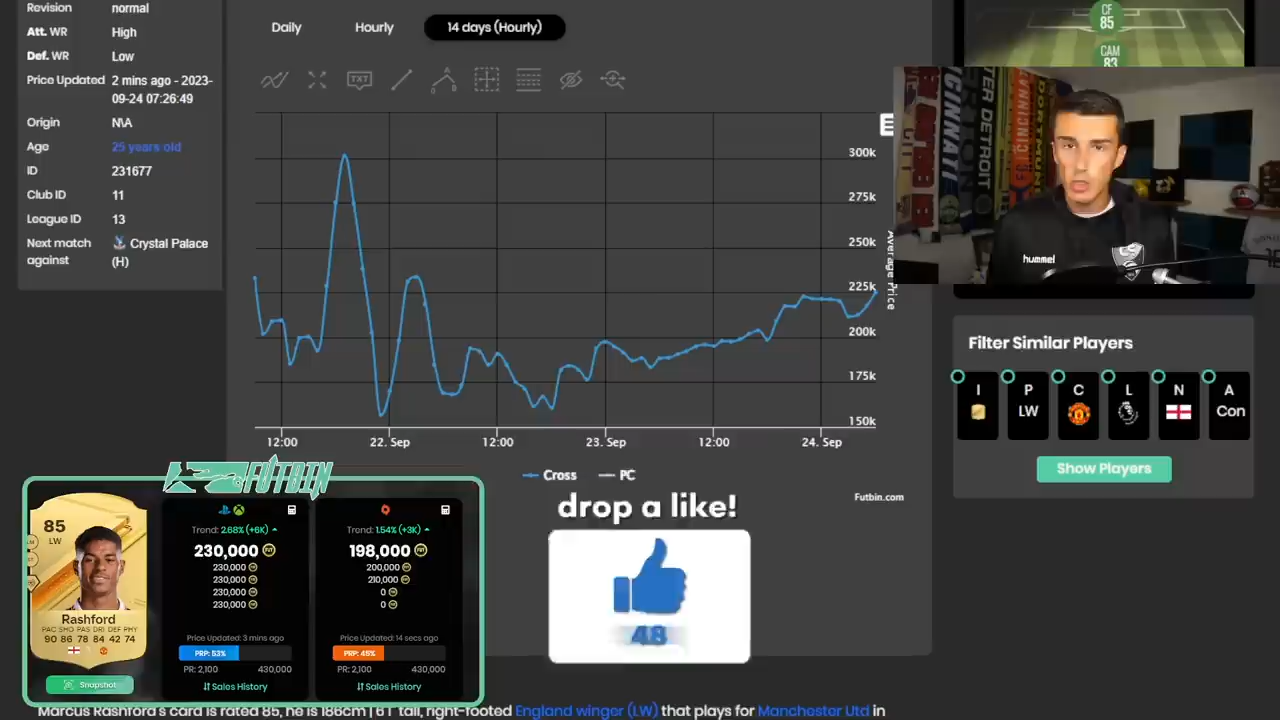 Revision normal
Att. WR High
Def. WR Low
Price Updated 2 mins ago - 2023-
09-24 07:26:49
Origin N\A
Age 25 years old
ID 231677
Club ID 11
League ID 13
Next match Crystal Palace
against (H)
Daily Hourly 14 days (Hourly)
TXT
300k
275k
250k
225k
200k
175k
150k
Average Price
12:00 22. Sep 12:00 23. Sep 12:00 24. Sep
Cross PC
Futbin.com
CF
85
CAM
83
CINCINNATI
DETROIT
FC CINCINNATI
DORTMUND
hummel
Filter Similar Players
I P C L N A
LW Con
Show Players
drop a like!
48
FUTBIN
85
LW
Rashford
PAC SHO PAS DRI DEF PHY
90 86 78 84 42 74
Snapshot
Trend: 2.68% (+6K)
230,000
230,000
230,000
230,000
230,000
Price Updated: 3 mins ago
PRP: 53%
PR: 2,100 430,000
Sales History
Trend: 1.54% (+3K)
198,000
200,000
210,000
0
0
Price Updated: 14 secs ago
PRP: 45%
PR: 2,100 430,000
Sales History
Marcus Rashford's card is rated 85, he is 186cm | 6'1" tall, right-footed England winger (LW) that plays for Manchester Utd in